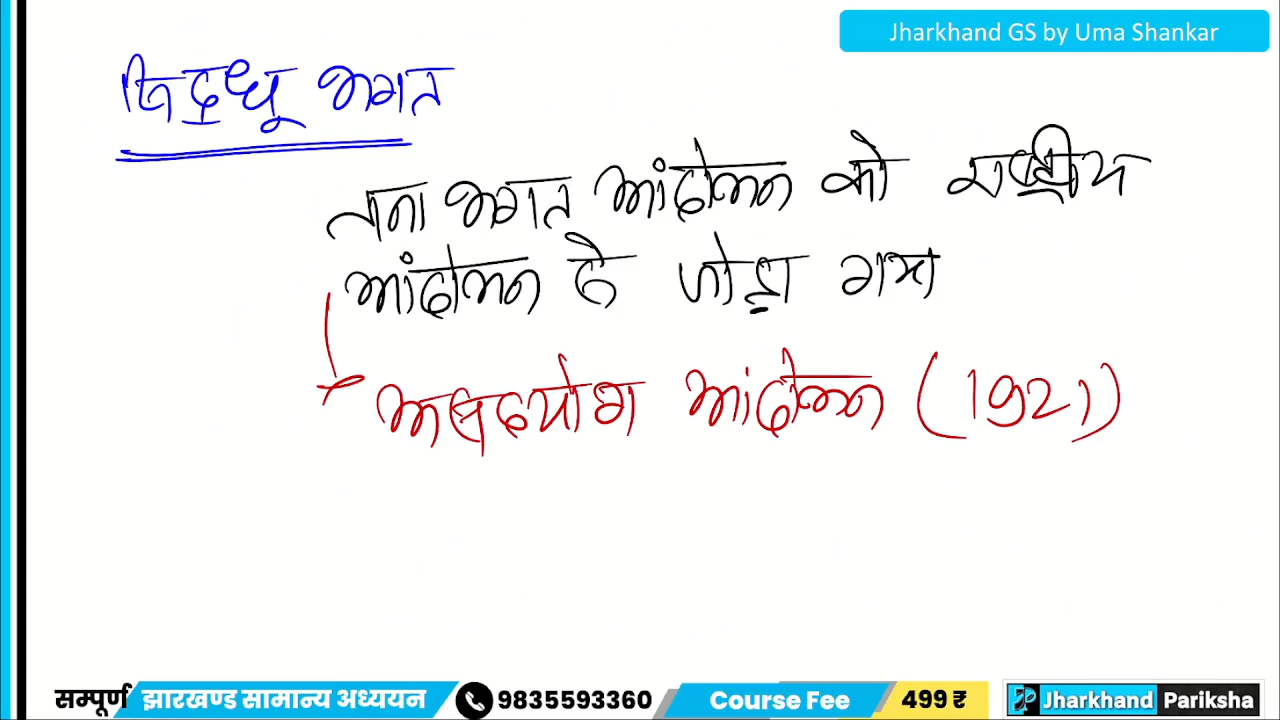 Jharkhand GS by Uma Shankar
सिद्धू भगत
ताना भगत आंदोलन को राष्ट्रीय
आंदोलन से जोड़ा गया
असहयोग आंदोलन (1921)
सम्पूर्ण झारखण्ड सामान्य अध्ययन 9835593360 Course Fee 499 ₹ Jharkhand Pariksha